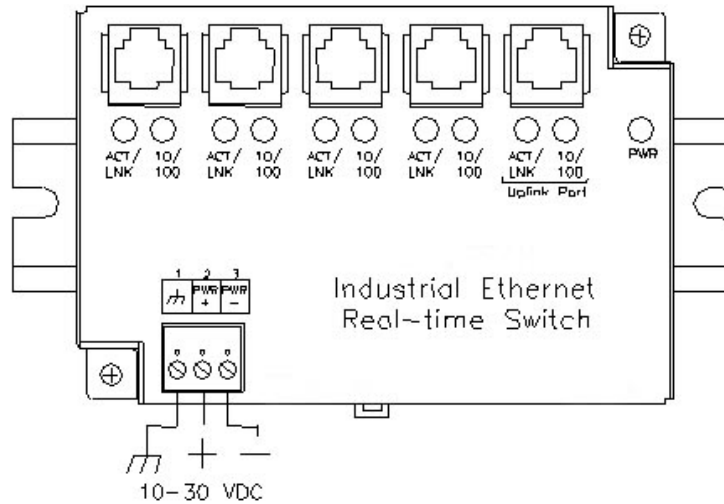 ACT/ 10/ ACT/ 10/ ACT/ 10/ ACT/ 10/ ACT/ 10/ PWR
LNK 100 LNK 100 LNK 100 LNK 100 LNK 100
Uplink Port
1 2 3
PWR PWR
+ -
Industrial Ethernet
Real-time Switch
+ -
10-30 VDC